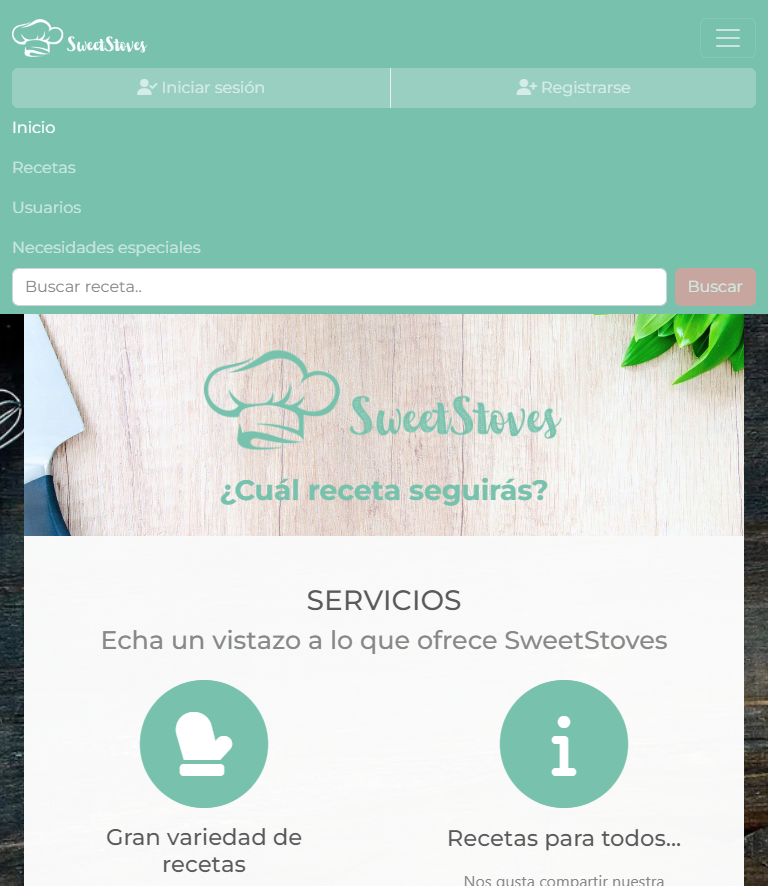 SweetStoves
Iniciar sesión
Registrarse
Inicio
Recetas
Usuarios
Necesidades especiales
Buscar receta..
Buscar
SweetStoves
¿Cuál receta seguirás?
SERVICIOS
Echa un vistazo a lo que ofrece SweetStoves
Gran variedad de
recetas
Recetas para todos...
Nos gusta compartir nuestra